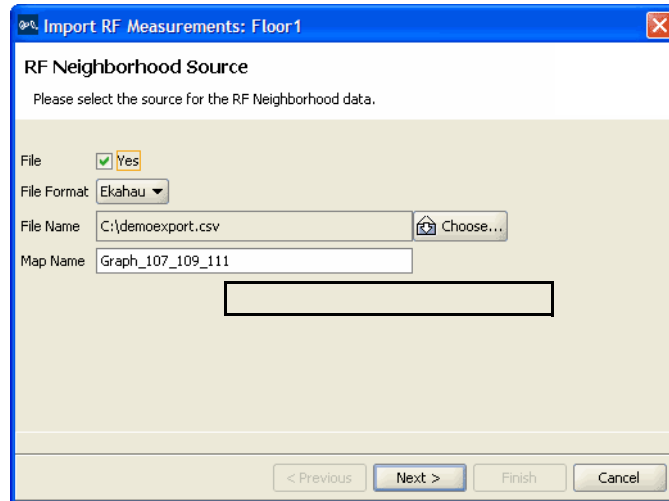 Import RF Measurements: Floor1
RF Neighborhood Source
Please select the source for the RF Neighborhood data.
File Yes
File Format Ekahau
File Name C:\demoexport.csv Choose...
Map Name Graph_107_109_111
< Previous Next > Finish Cancel